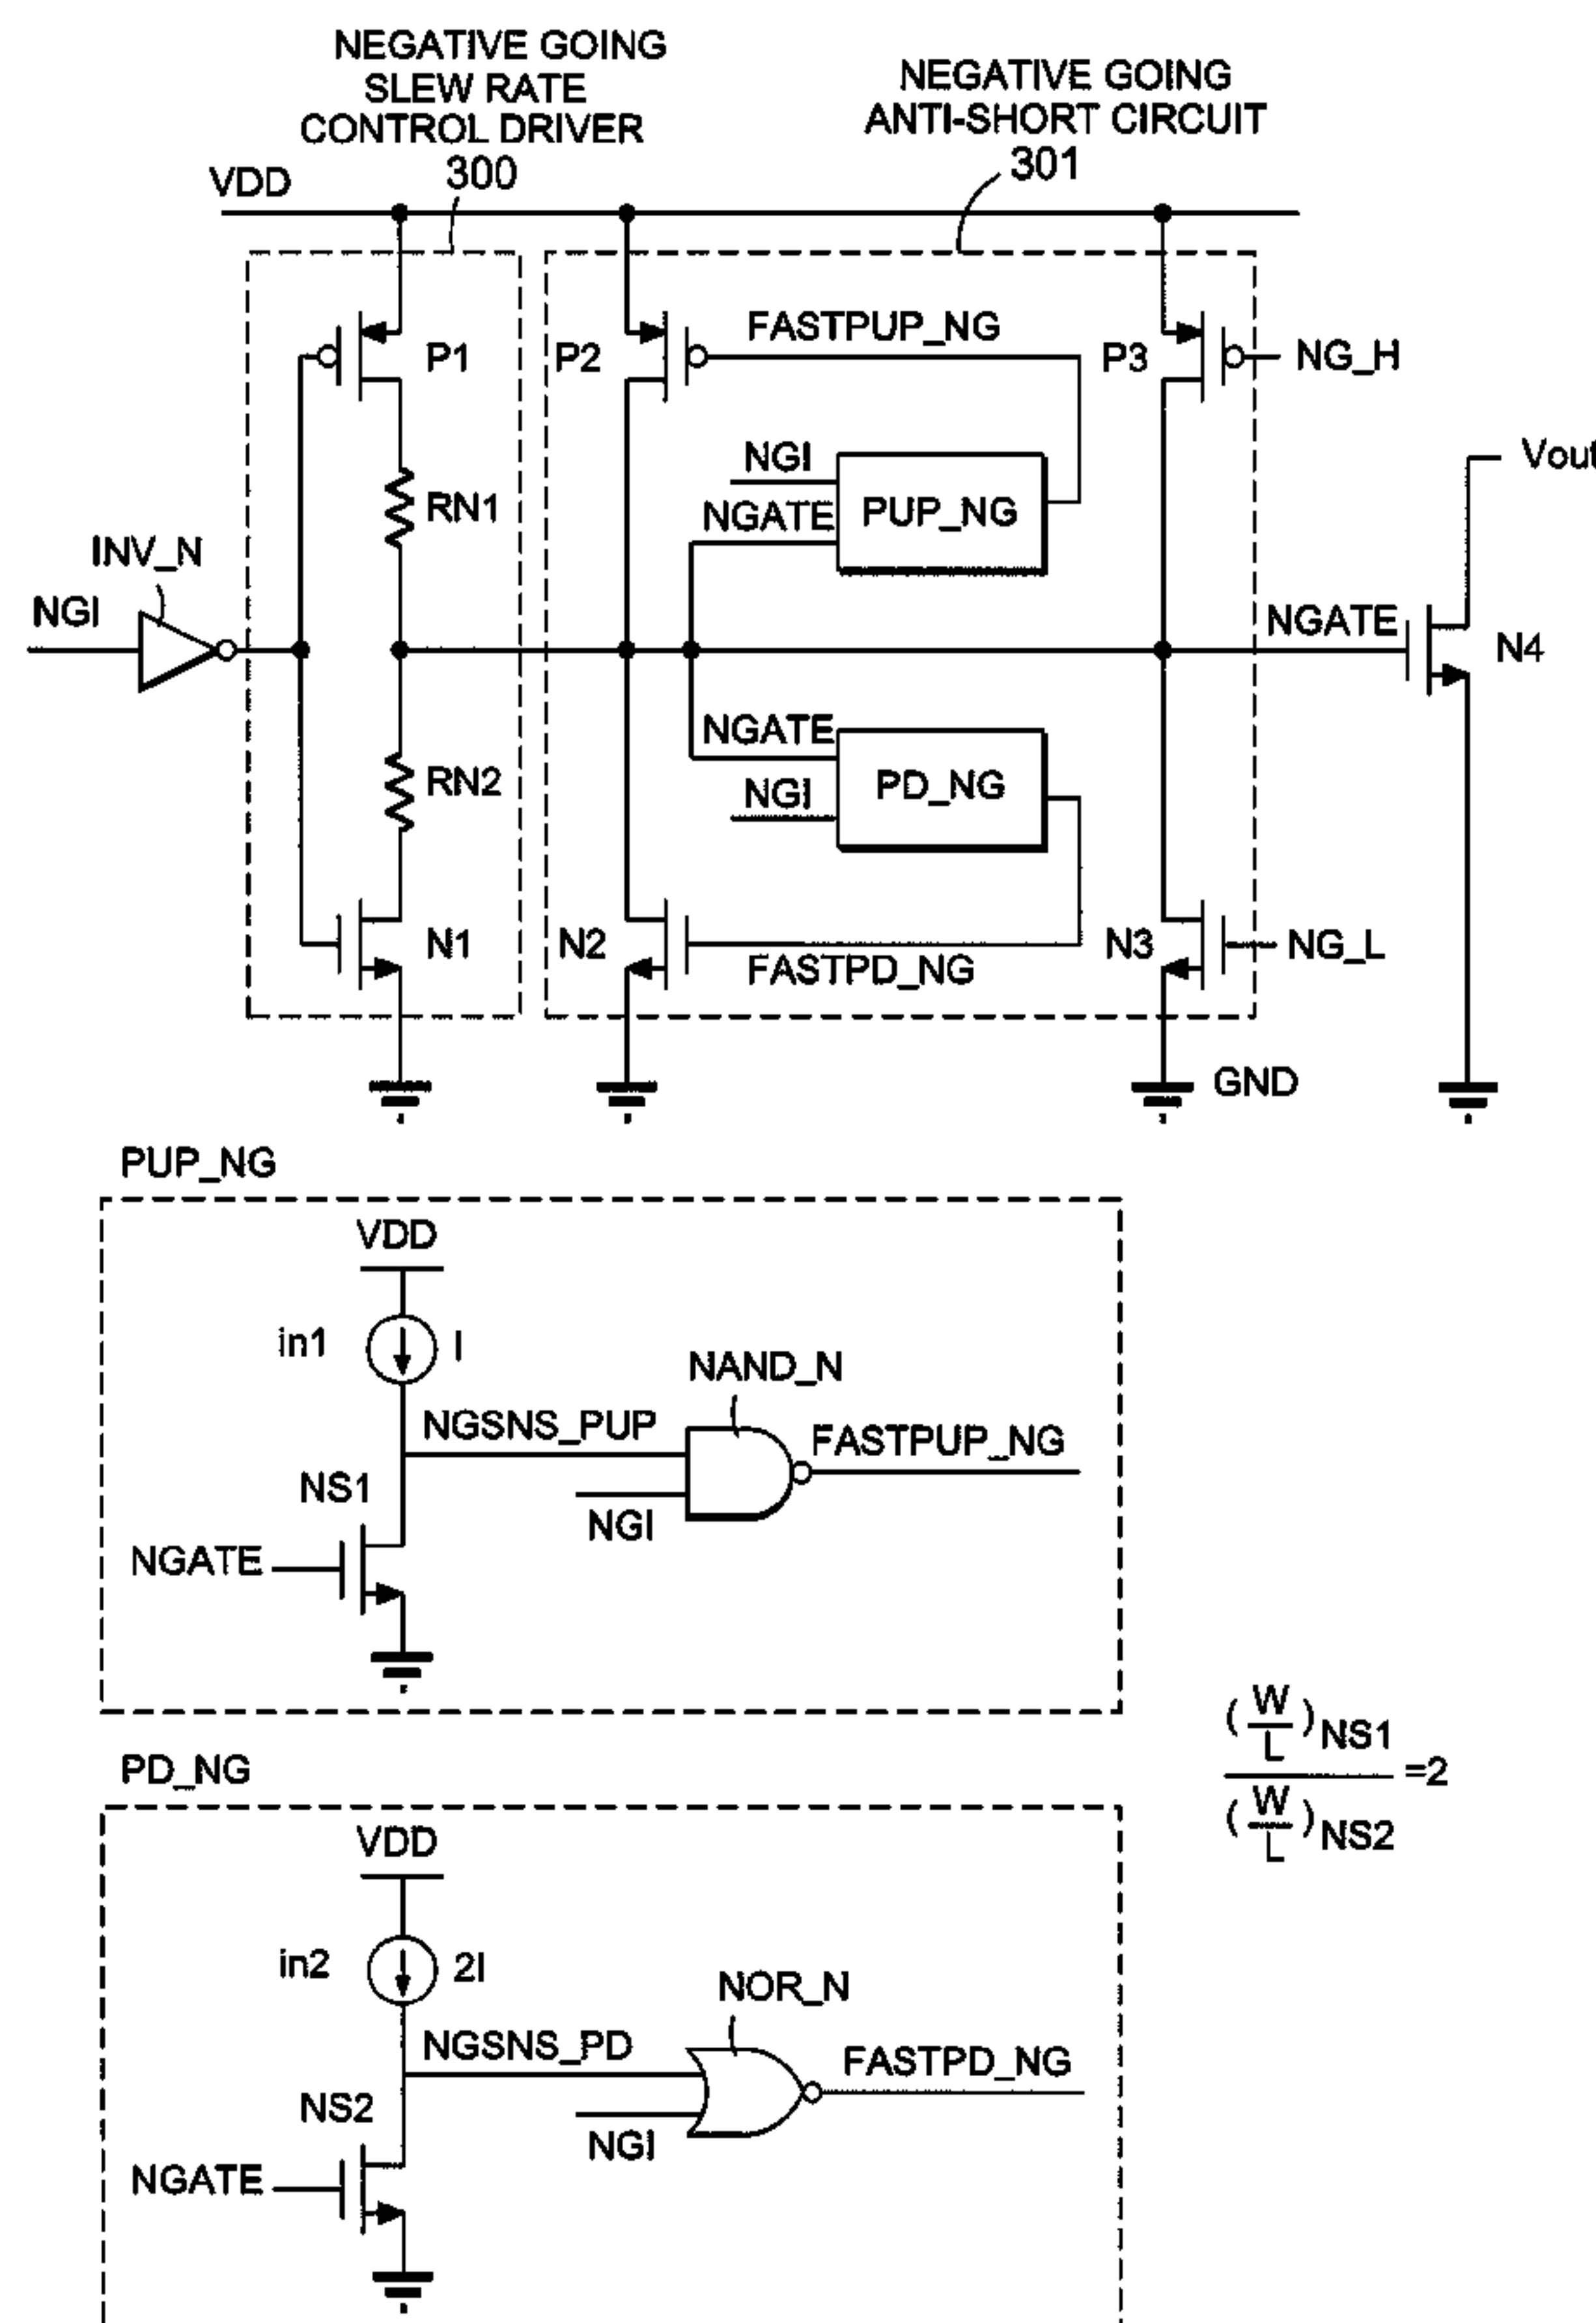 NEGATIVE GOING
SLEW RATE
CONTROL DRIVER
300
NEGATIVE GOING
ANTI-SHORT CIRCUIT
301
VDD
P1
P2
FASTPUP_NG
P3
NG_H
NGI
NGATE
PUP_NG
Vout
RN1
INV_N
NGI
NGATE
N4
NGATE
NGI
PD_NG
RN2
N1
N2
FASTPD_NG
N3
NG_L
GND
PUP_NG
VDD
in1
I
NAND_N
NGSNS_PUP
FASTPUP_NG
NS1
NGI
NGATE
(W/L)NS1
(W/L)NS2
=2
PD_NG
VDD
in2
2I
NOR_N
NGSNS_PD
FASTPD_NG
NS2
NGI
NGATE